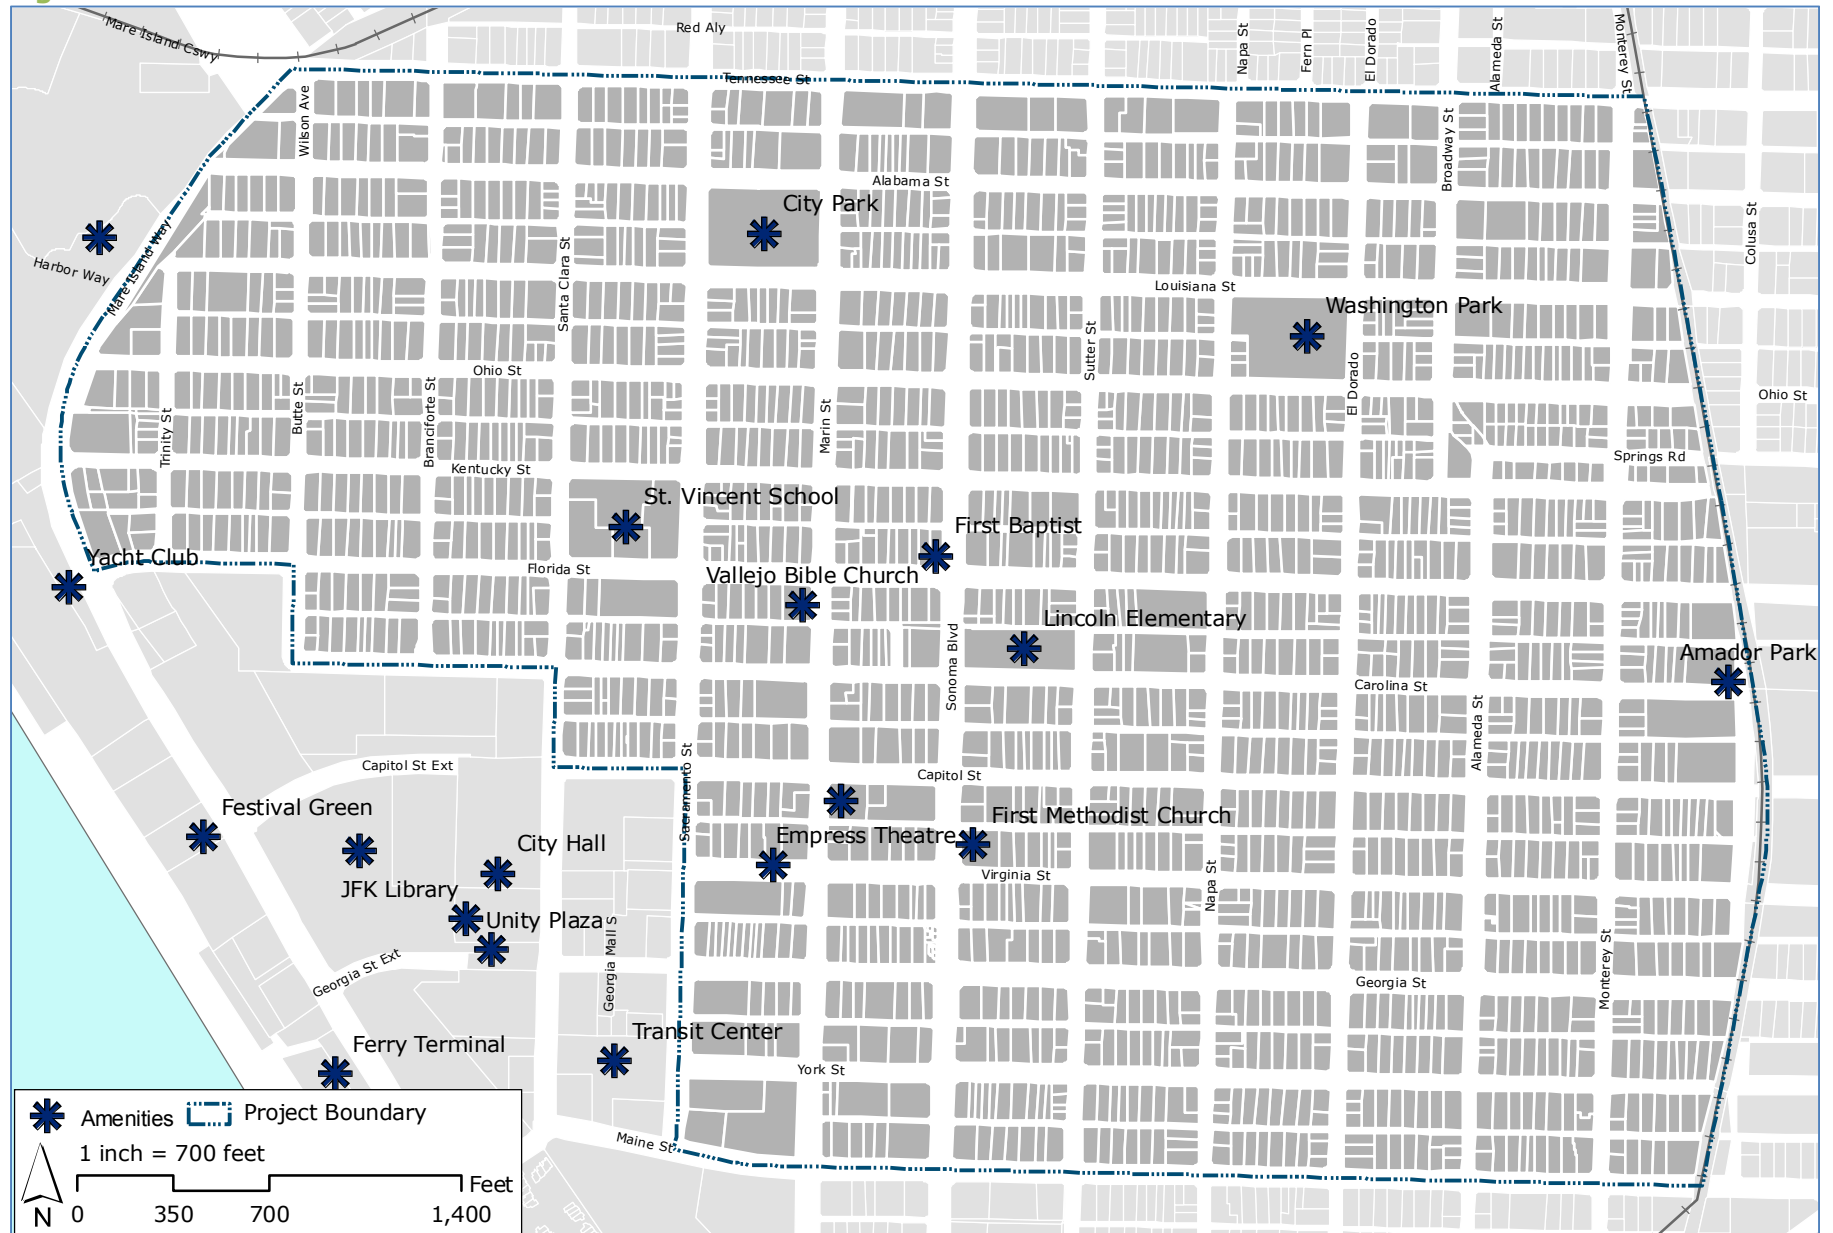 Mare Island Cswy
Red Aly
Napa St
Fern Pl
El Dorado
Alameda St
Monterey St
Tennessee St
Wilson Ave
Broadway St
Alabama St
City Park
Colusa St
Harbor Way
Mare Island Way
Santa Clara St
Louisiana St
Washington Park
Sutter St
El Dorado
Ohio St
Ohio St
Butte St
Branciforte St
Trinity St
Marin St
Kentucky St
Springs Rd
St. Vincent School
First Baptist
Yacht Club
Florida St
Vallejo Bible Church
Lincoln Elementary
Sonoma Blvd
Amador Park
Carolina St
Alameda St
Sacramento St
Capitol St Ext
Capitol St
Festival Green
First Methodist Church
Empress Theatre
City Hall
JFK Library
Virginia St
Napa St
Unity Plaza
Georgia Mall S
Georgia St Ext
Georgia St
Monterey St
Transit Center
Ferry Terminal
York St
Maine St
Amenities
Project Boundary
1 inch = 700 feet
Feet
N
0 350 700 1,400